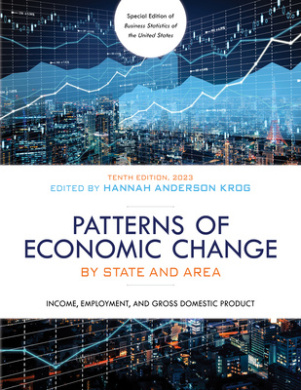 Special Edition of
Business Statistics of
the United States
TENTH EDITION, 2023
EDITED BY HANNAH ANDERSON KROG
PATTERNS OF
ECONOMIC CHANGE
BY STATE AND AREA
INCOME, EMPLOYMENT, AND GROSS DOMESTIC PRODUCT